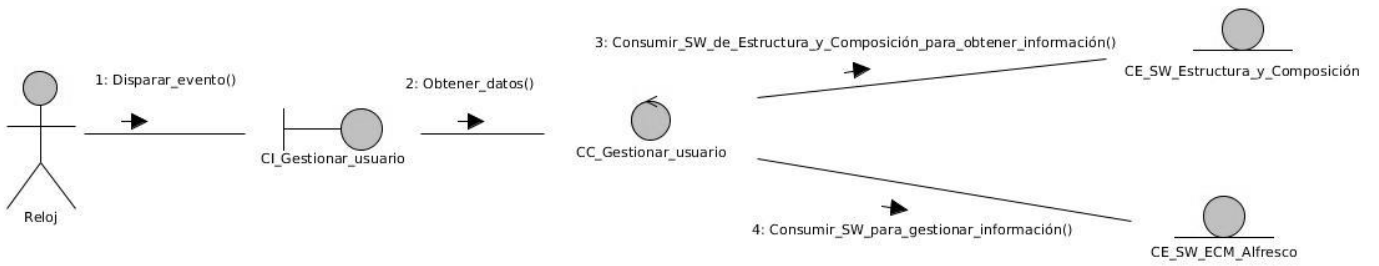 3: Consumir_SW_de_Estructura_y_Composición_para_obtener_información()
CE_SW_Estructura_y_Composición
1: Disparar_evento()
2: Obtener_datos()
CI_Gestionar_usuario
CC_Gestionar_usuario
Reloj
4: Consumir_SW_para_gestionar_información()
CE_SW_ECM_Alfresco